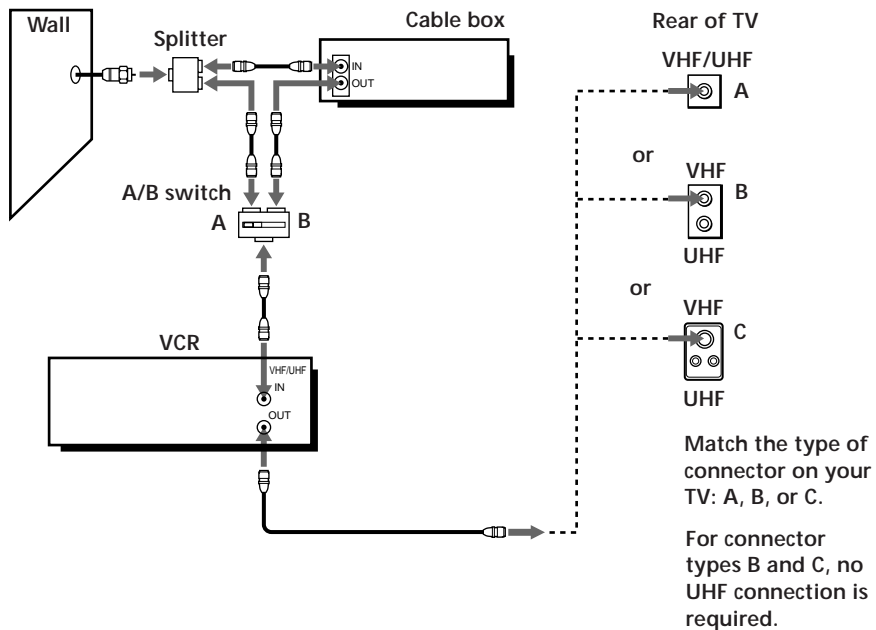 Wall
Splitter
Cable box
IN
OUT
A/B switch
A
B
VCR
VHF/UHF
IN
OUT
Rear of TV
VHF/UHF
A
or
VHF
B
UHF
or
VHF
C
UHF
Match the type of
connector on your
TV: A, B, or C.
For connector
types B and C, no
UHF connection is
required.